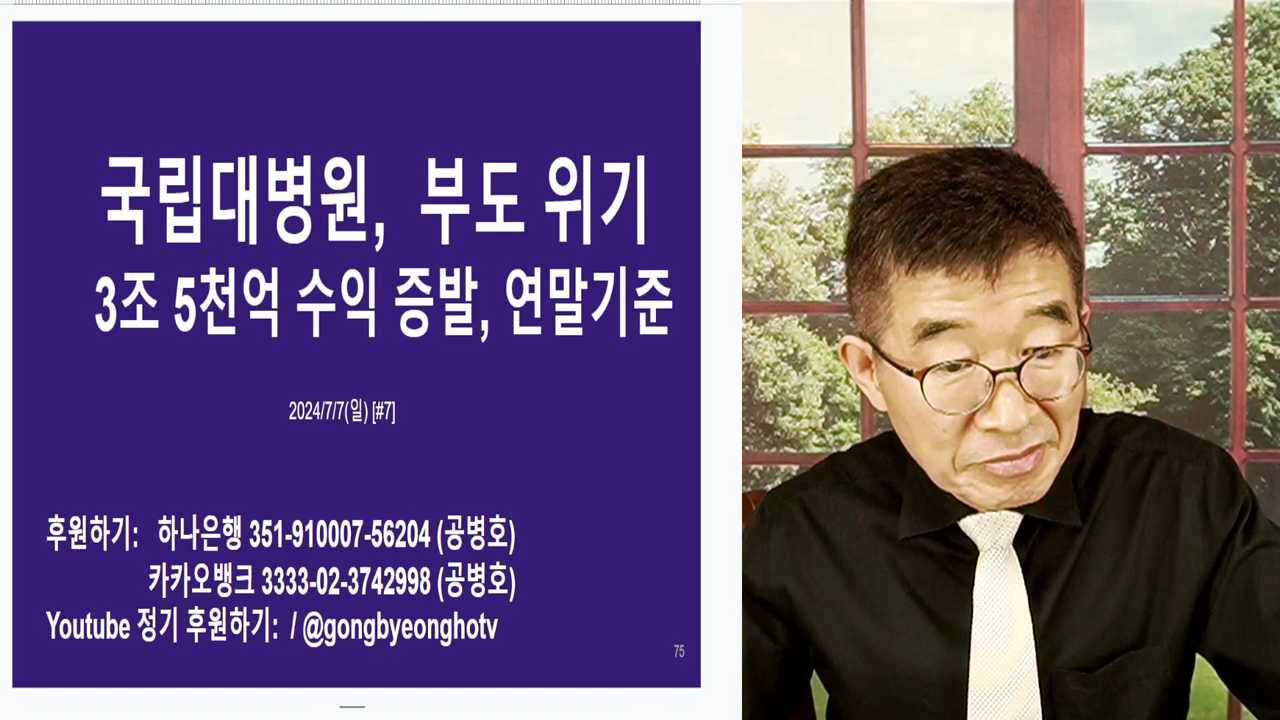 국립대병원, 부도 위기
3조 5천억 수익 증발, 연말기준
2024/7/7(일) [#7]
후원하기: 하나은행 351-910007-56204 (공병호)
카카오뱅크 3333-02-3742998 (공병호)
Youtube 정기 후원하기: / @gongbyeonghotv
75